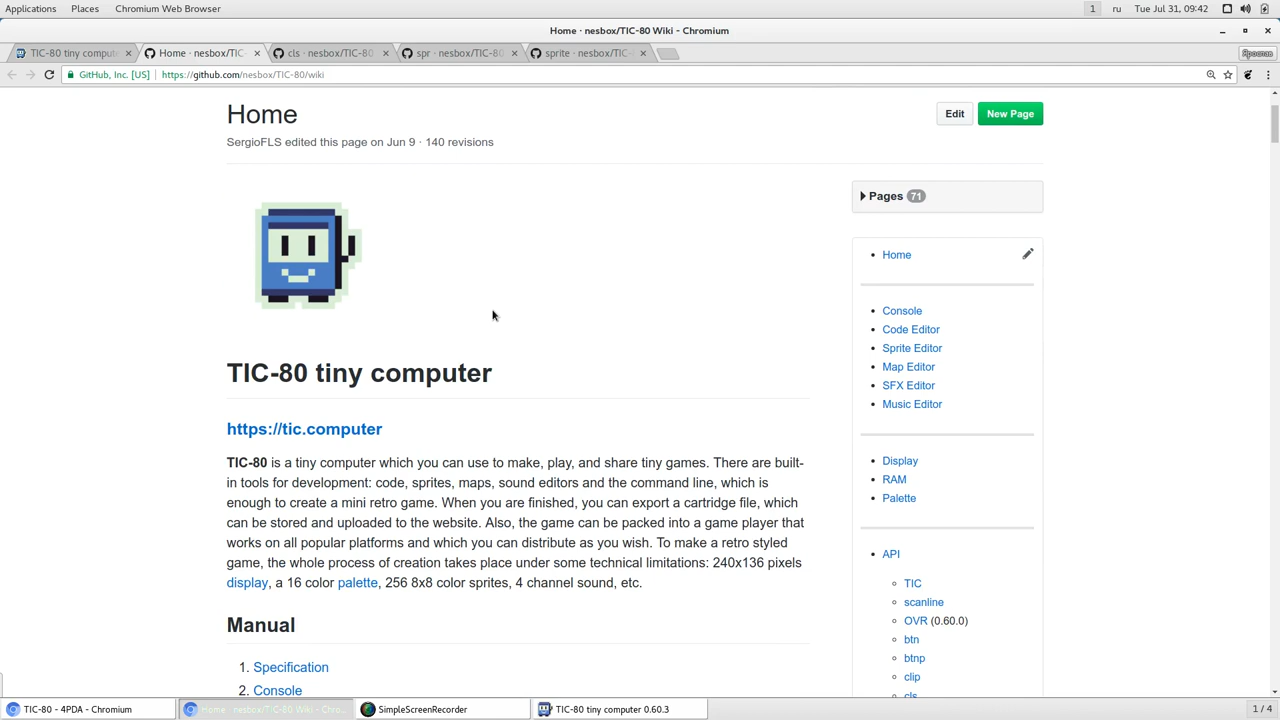 Applications Places Chromium Web Browser 1 ru Tue Jul 31, 09:42
Home · nesbox/TIC-80 Wiki - Chromium
TIC-80 tiny comput × Home · nesbox/TIC- × cls · nesbox/TIC-80 × spr · nesbox/TIC-80 × sprite · nesbox/TIC- × Ярослав
GitHub, Inc. [US] https://github.com/nesbox/TIC-80/wiki
Home Edit New Page
SergioFLS edited this page on Jun 9 · 140 revisions
Pages 71
Home
Console
Code Editor
Sprite Editor
Map Editor
SFX Editor
Music Editor
Display
RAM
Palette
API
TIC
scanline
OVR (0.60.0)
btn
btnp
clip
cls
TIC-80 tiny computer
https://tic.computer
TIC-80 is a tiny computer which you can use to make, play, and share tiny games. There are built-
in tools for development: code, sprites, maps, sound editors and the command line, which is
enough to create a mini retro game. When you are finished, you can export a cartridge file, which
can be stored and uploaded to the website. Also, the game can be packed into a game player that
works on all popular platforms and which you can distribute as you wish. To make a retro styled
game, the whole process of creation takes place under some technical limitations: 240x136 pixels
display, a 16 color palette, 256 8x8 color sprites, 4 channel sound, etc.
Manual
1. Specification
2. Console
TIC-80 - 4PDA - Chromium Home · nesbox/TIC-80 Wiki - Chro... SimpleScreenRecorder TIC-80 tiny computer 0.60.3 1 / 4